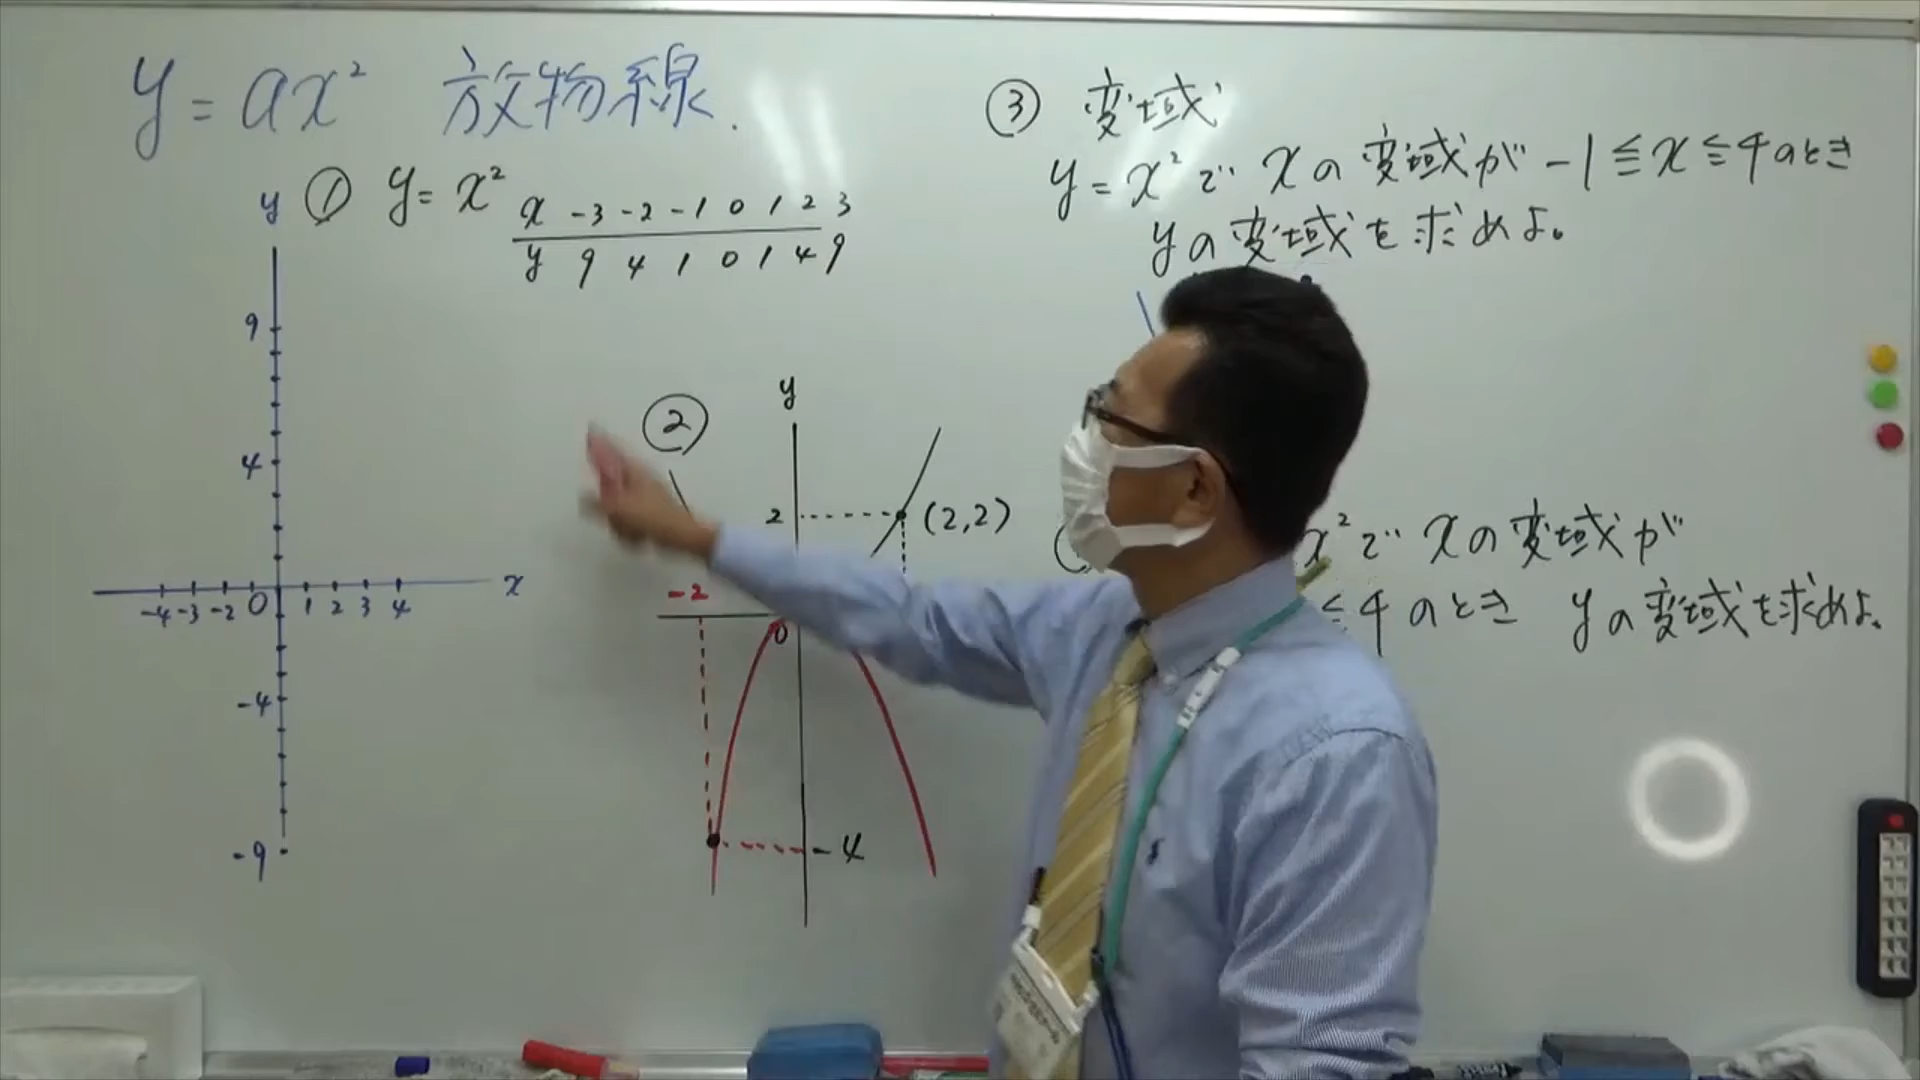 y=ax² 放物線.
① y=x²
x -3 -2 -1 0 1 2 3
y 9 4 1 0 1 4 9
y
9
4
-4 -3 -2 0 1 2 3 4 x
-4
-9
②
y
2 (2,2)
-2
0
-4
③ 変域
y=x²で xの変域が -1≦x≦4のとき
yの変域を求めよ。
x²で xの変域が
≦4のとき yの変域を求めよ。